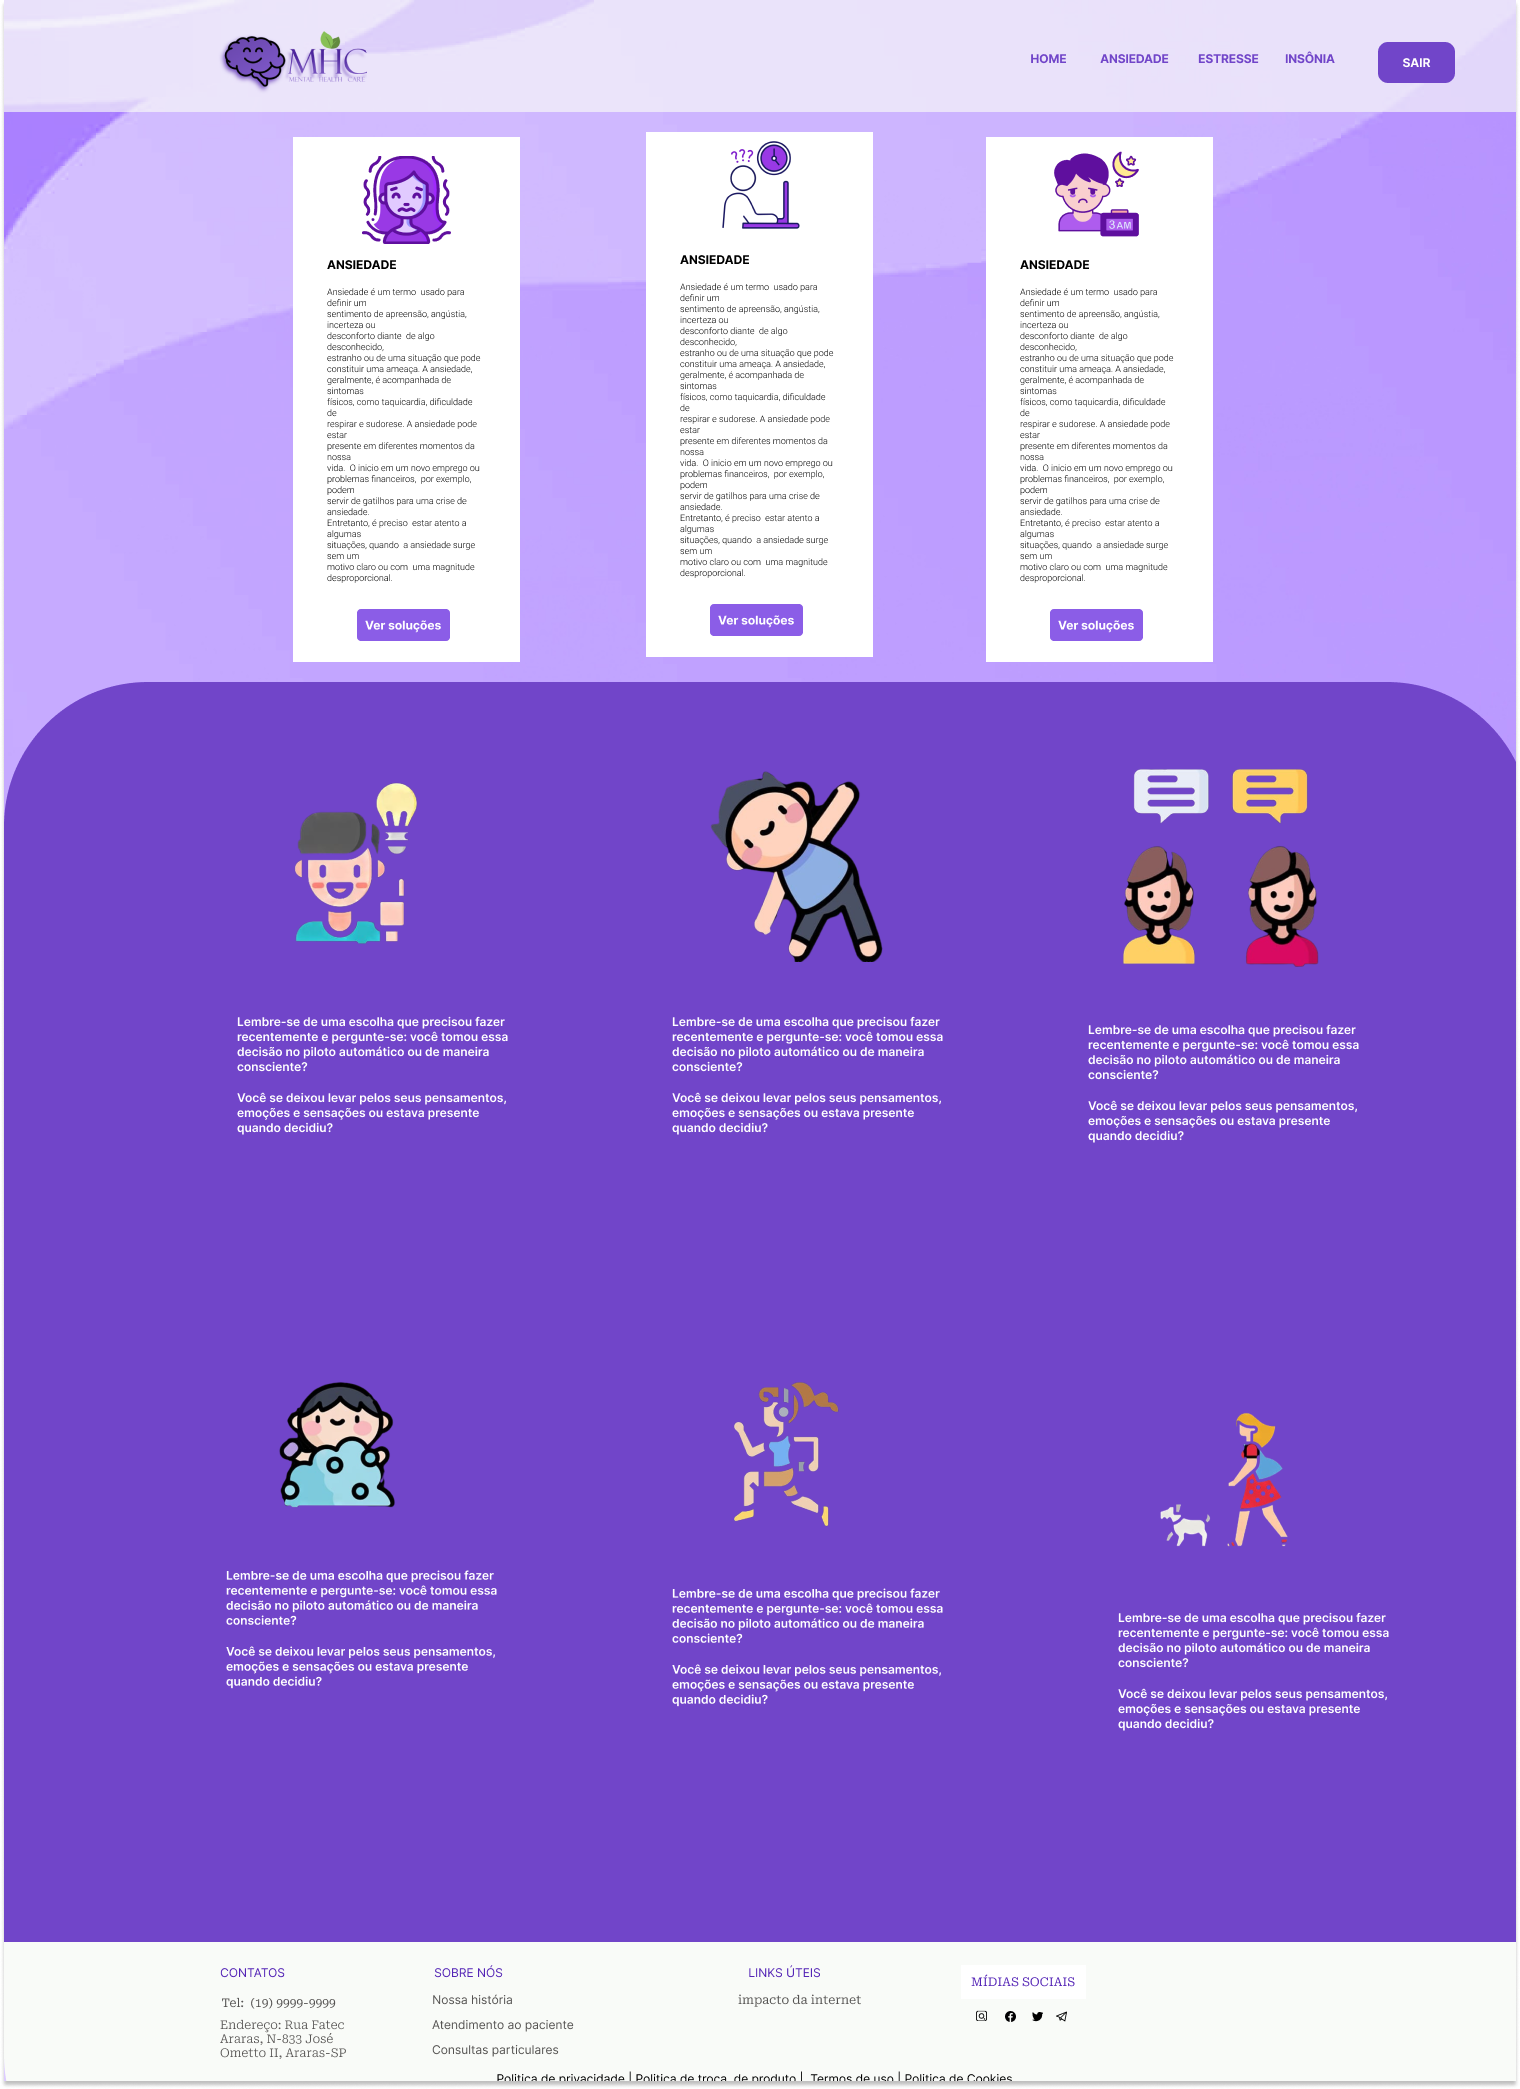 MHC
MENTAL HEALTH CARE
HOME
ANSIEDADE
ESTRESSE
INSÔNIA
SAIR
ANSIEDADE
Ansiedade é um termo  usado para
definir um
sentimento de apreensão, angústia,
incerteza ou
desconforto diante  de algo
desconhecido,
estranho ou de uma situação que pode
constituir uma ameaça. A ansiedade,
geralmente, é acompanhada de
sintomas
físicos, como taquicardia, dificuldade
de
respirar e sudorese. A ansiedade pode
estar
presente em diferentes momentos da
nossa
vida.  O inicio em um novo emprego ou
problemas financeiros,  por exemplo,
podem
servir de gatilhos para uma crise de
ansiedade.
Entretanto, é preciso  estar atento a
algumas
situações, quando  a ansiedade surge
sem um
motivo claro ou com  uma magnitude
desproporcional.
Ver soluções
???
ANSIEDADE
Ansiedade é um termo  usado para
definir um
sentimento de apreensão, angústia,
incerteza ou
desconforto diante  de algo
desconhecido,
estranho ou de uma situação que pode
constituir uma ameaça. A ansiedade,
geralmente, é acompanhada de
sintomas
físicos, como taquicardia, dificuldade
de
respirar e sudorese. A ansiedade pode
estar
presente em diferentes momentos da
nossa
vida.  O inicio em um novo emprego ou
problemas financeiros,  por exemplo,
podem
servir de gatilhos para uma crise de
ansiedade.
Entretanto, é preciso  estar atento a
algumas
situações, quando  a ansiedade surge
sem um
motivo claro ou com  uma magnitude
desproporcional.
Ver soluções
3 AM
ANSIEDADE
Ansiedade é um termo  usado para
definir um
sentimento de apreensão, angústia,
incerteza ou
desconforto diante  de algo
desconhecido,
estranho ou de uma situação que pode
constituir uma ameaça. A ansiedade,
geralmente, é acompanhada de
sintomas
físicos, como taquicardia, dificuldade
de
respirar e sudorese. A ansiedade pode
estar
presente em diferentes momentos da
nossa
vida.  O inicio em um novo emprego ou
problemas financeiros,  por exemplo,
podem
servir de gatilhos para uma crise de
ansiedade.
Entretanto, é preciso  estar atento a
algumas
situações, quando  a ansiedade surge
sem um
motivo claro ou com  uma magnitude
desproporcional.
Ver soluções
Lembre-se de uma escolha que precisou fazer
recentemente e pergunte-se: você tomou essa
decisão no piloto automático ou de maneira
consciente?
Você se deixou levar pelos seus pensamentos,
emoções e sensações ou estava presente
quando decidiu?
Lembre-se de uma escolha que precisou fazer
recentemente e pergunte-se: você tomou essa
decisão no piloto automático ou de maneira
consciente?
Você se deixou levar pelos seus pensamentos,
emoções e sensações ou estava presente
quando decidiu?
Lembre-se de uma escolha que precisou fazer
recentemente e pergunte-se: você tomou essa
decisão no piloto automático ou de maneira
consciente?
Você se deixou levar pelos seus pensamentos,
emoções e sensações ou estava presente
quando decidiu?
Lembre-se de uma escolha que precisou fazer
recentemente e pergunte-se: você tomou essa
decisão no piloto automático ou de maneira
consciente?
Você se deixou levar pelos seus pensamentos,
emoções e sensações ou estava presente
quando decidiu?
Lembre-se de uma escolha que precisou fazer
recentemente e pergunte-se: você tomou essa
decisão no piloto automático ou de maneira
consciente?
Você se deixou levar pelos seus pensamentos,
emoções e sensações ou estava presente
quando decidiu?
Lembre-se de uma escolha que precisou fazer
recentemente e pergunte-se: você tomou essa
decisão no piloto automático ou de maneira
consciente?
Você se deixou levar pelos seus pensamentos,
emoções e sensações ou estava presente
quando decidiu?
CONTATOS
Tel:  (19) 9999-9999
Endereço: Rua Fatec
Araras, N-833 José
Ometto II, Araras-SP
SOBRE NÓS
Nossa história
Atendimento ao paciente
Consultas particulares
LINKS ÚTEIS
impacto da internet
MÍDIAS SOCIAIS
Politica de privacidade | Politica de troca  de produto |  Termos de uso | Politica de Cookies